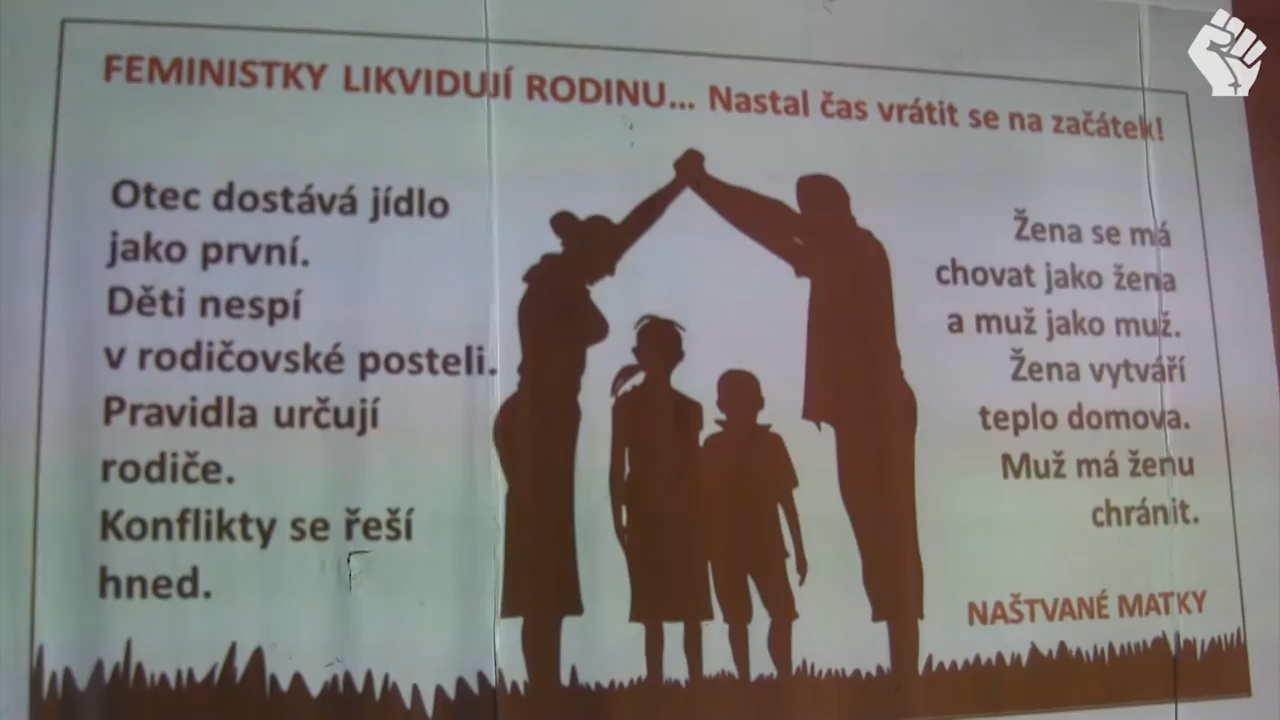 FEMINISTKY LIKVIDUJÍ RODINU... Nastal čas vrátit se na začátek!
Otec dostává jídlo
jako první.
Děti nespí
v rodičovské posteli.
Pravidla určují
rodiče.
Konflikty se řeší
hned.
Žena se má
chovat jako žena
a muž jako muž.
Žena vytváří
teplo domova.
Muž má ženu
chránit.
NAŠTVANÉ MATKY